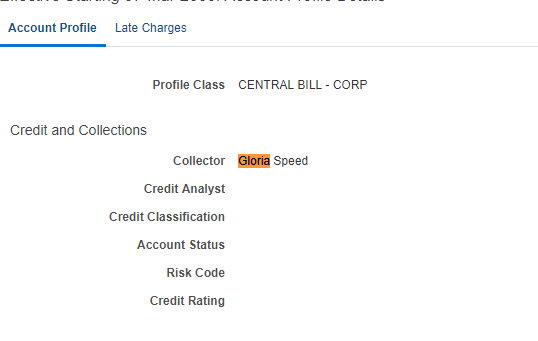 Account Profile Late Charges
Profile Class CENTRAL BILL - CORP
Credit and Collections
Collector Gloria Speed
Credit Analyst
Credit Classification
Account Status
Risk Code
Credit Rating